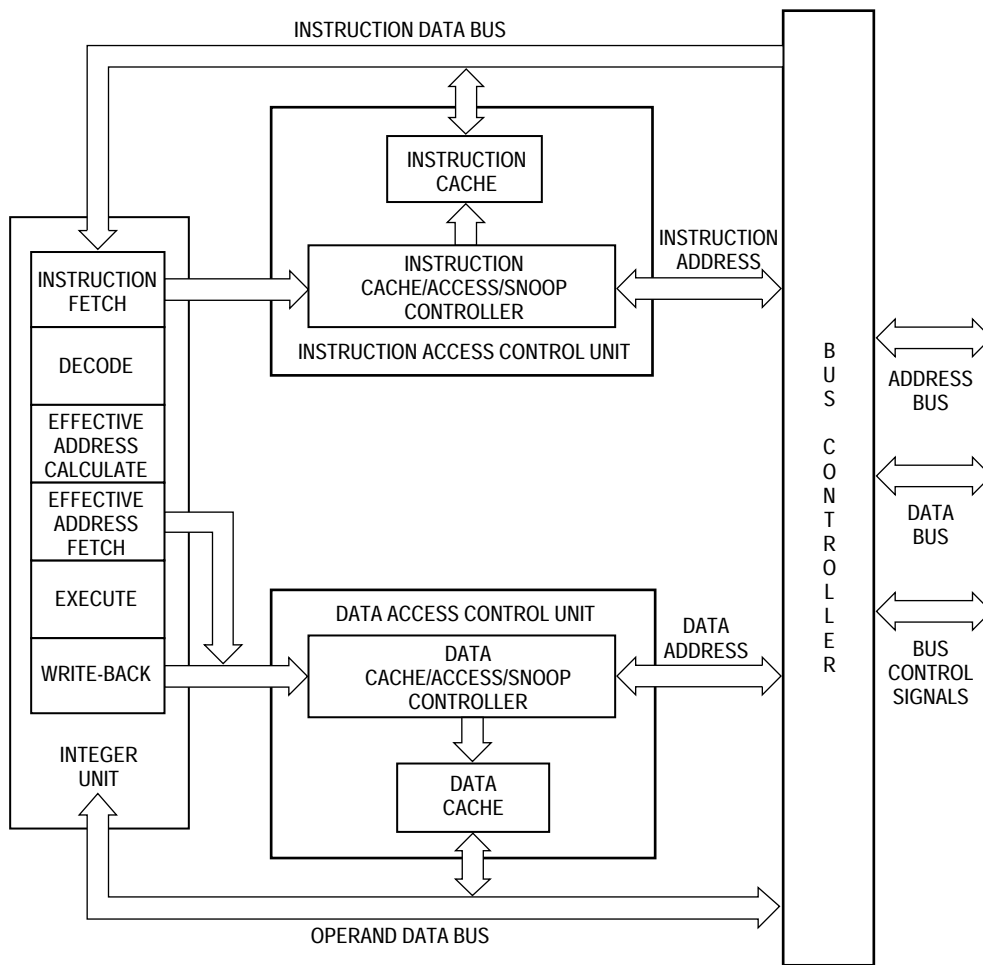 INSTRUCTION DATA BUS
INSTRUCTION
CACHE
INSTRUCTION
ADDRESS
INSTRUCTION
FETCH
INSTRUCTION
CACHE/ACCESS/SNOOP
CONTROLLER
INSTRUCTION ACCESS CONTROL UNIT
DECODE
EFFECTIVE
ADDRESS
CALCULATE
EFFECTIVE
ADDRESS
FETCH
EXECUTE
WRITE-BACK
INTEGER
UNIT
DATA ACCESS CONTROL UNIT
DATA
CACHE/ACCESS/SNOOP
CONTROLLER
DATA
ADDRESS
DATA
CACHE
OPERAND DATA BUS
B
U
S
C
O
N
T
R
O
L
L
E
R
ADDRESS
BUS
DATA
BUS
BUS
CONTROL
SIGNALS